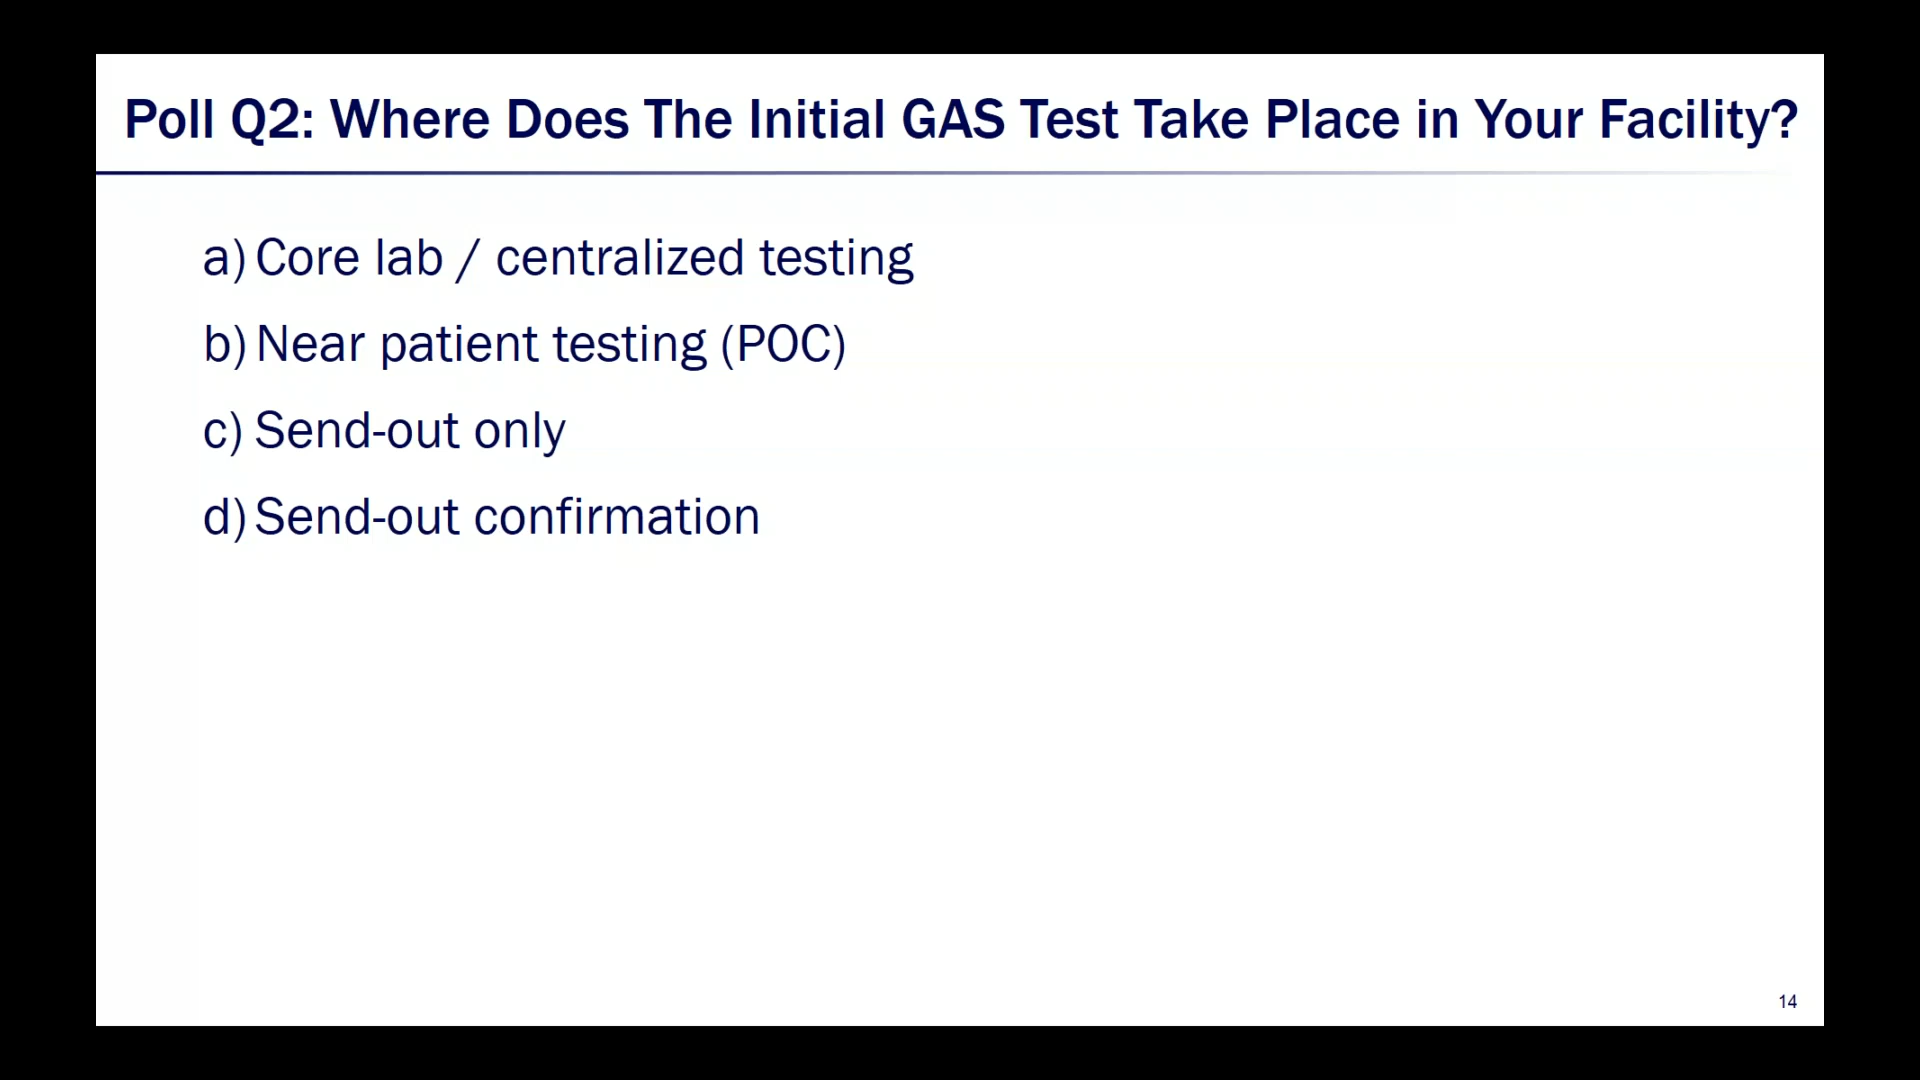 Poll Q2: Where Does The Initial GAS Test Take Place in Your Facility?
a) Core lab / centralized testing
b) Near patient testing (POC)
c) Send-out only
d) Send-out confirmation
14